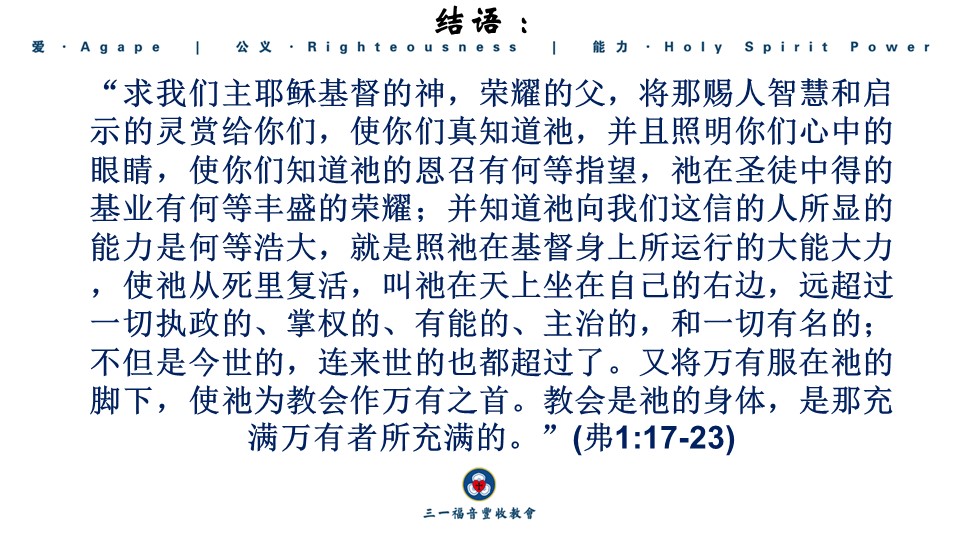 结语：
爱·Agape | 公义·Righteousness | 能力·Holy Spirit Power
“求我们主耶稣基督的神，荣耀的父，将那赐人智慧和启
示的灵赏给你们，使你们真知道祂，并且照明你们心中的
眼睛，使你们知道祂的恩召有何等指望，祂在圣徒中得的
基业有何等丰盛的荣耀；并知道祂向我们这信的人所显的
能力是何等浩大，就是照祂在基督身上所运行的大能大力
，使祂从死里复活，叫祂在天上坐在自己的右边，远超过
一切执政的、掌权的、有能的、主治的，和一切有名的；
不但是今世的，连来世的也都超过了。又将万有服在祂的
脚下，使祂为教会作万有之首。教会是祂的身体，是那充
满万有者所充满的。”(弗1:17-23)
三一福音豐收教會